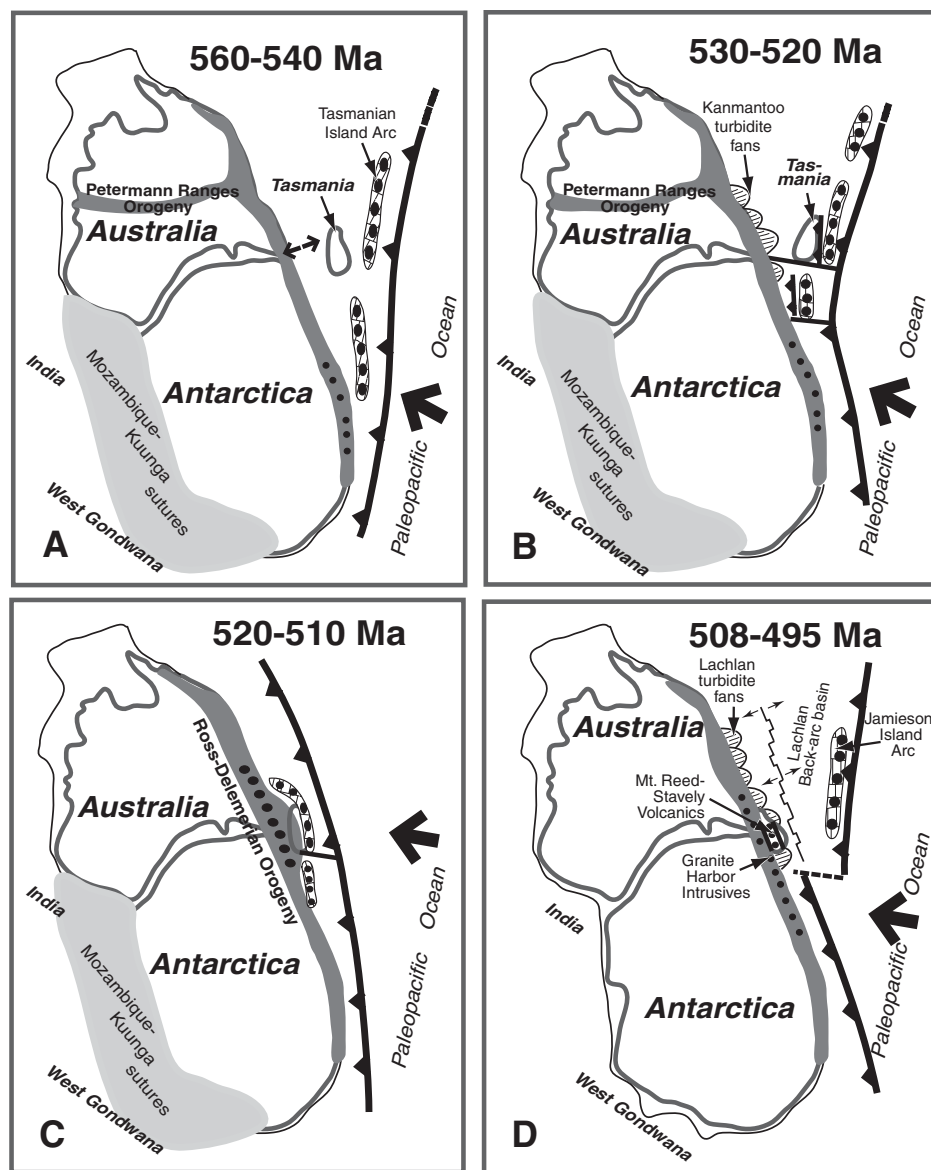 560-540 Ma
Tasmanian
Island Arc
Tasmania
Petermann Ranges
Orogeny
Australia
Antarctica
India
Mozambique-
Kuunga
sutures
West Gondwana
Ocean
Paleopacific
A
530-520 Ma
Kanmantoo
turbidite
fans
Tas-
mania
Petermann Ranges
Orogeny
Australia
Antarctica
India
Mozambique-
Kuunga
sutures
West Gondwana
Ocean
Paleopacific
B
520-510 Ma
Ross-Delemerian Orogeny
Australia
Antarctica
India
Mozambique-
Kuunga
sutures
West Gondwana
Ocean
Paleopacific
C
508-495 Ma
Lachlan
turbidite
fans
Australia
Lachlan
Back-arc basin
Jamieson
Island
Arc
Mt. Reed-
Stavely
Volcanics
Granite
Harbor
Intrusives
India
Antarctica
Ocean
Paleopacific
West Gondwana
D